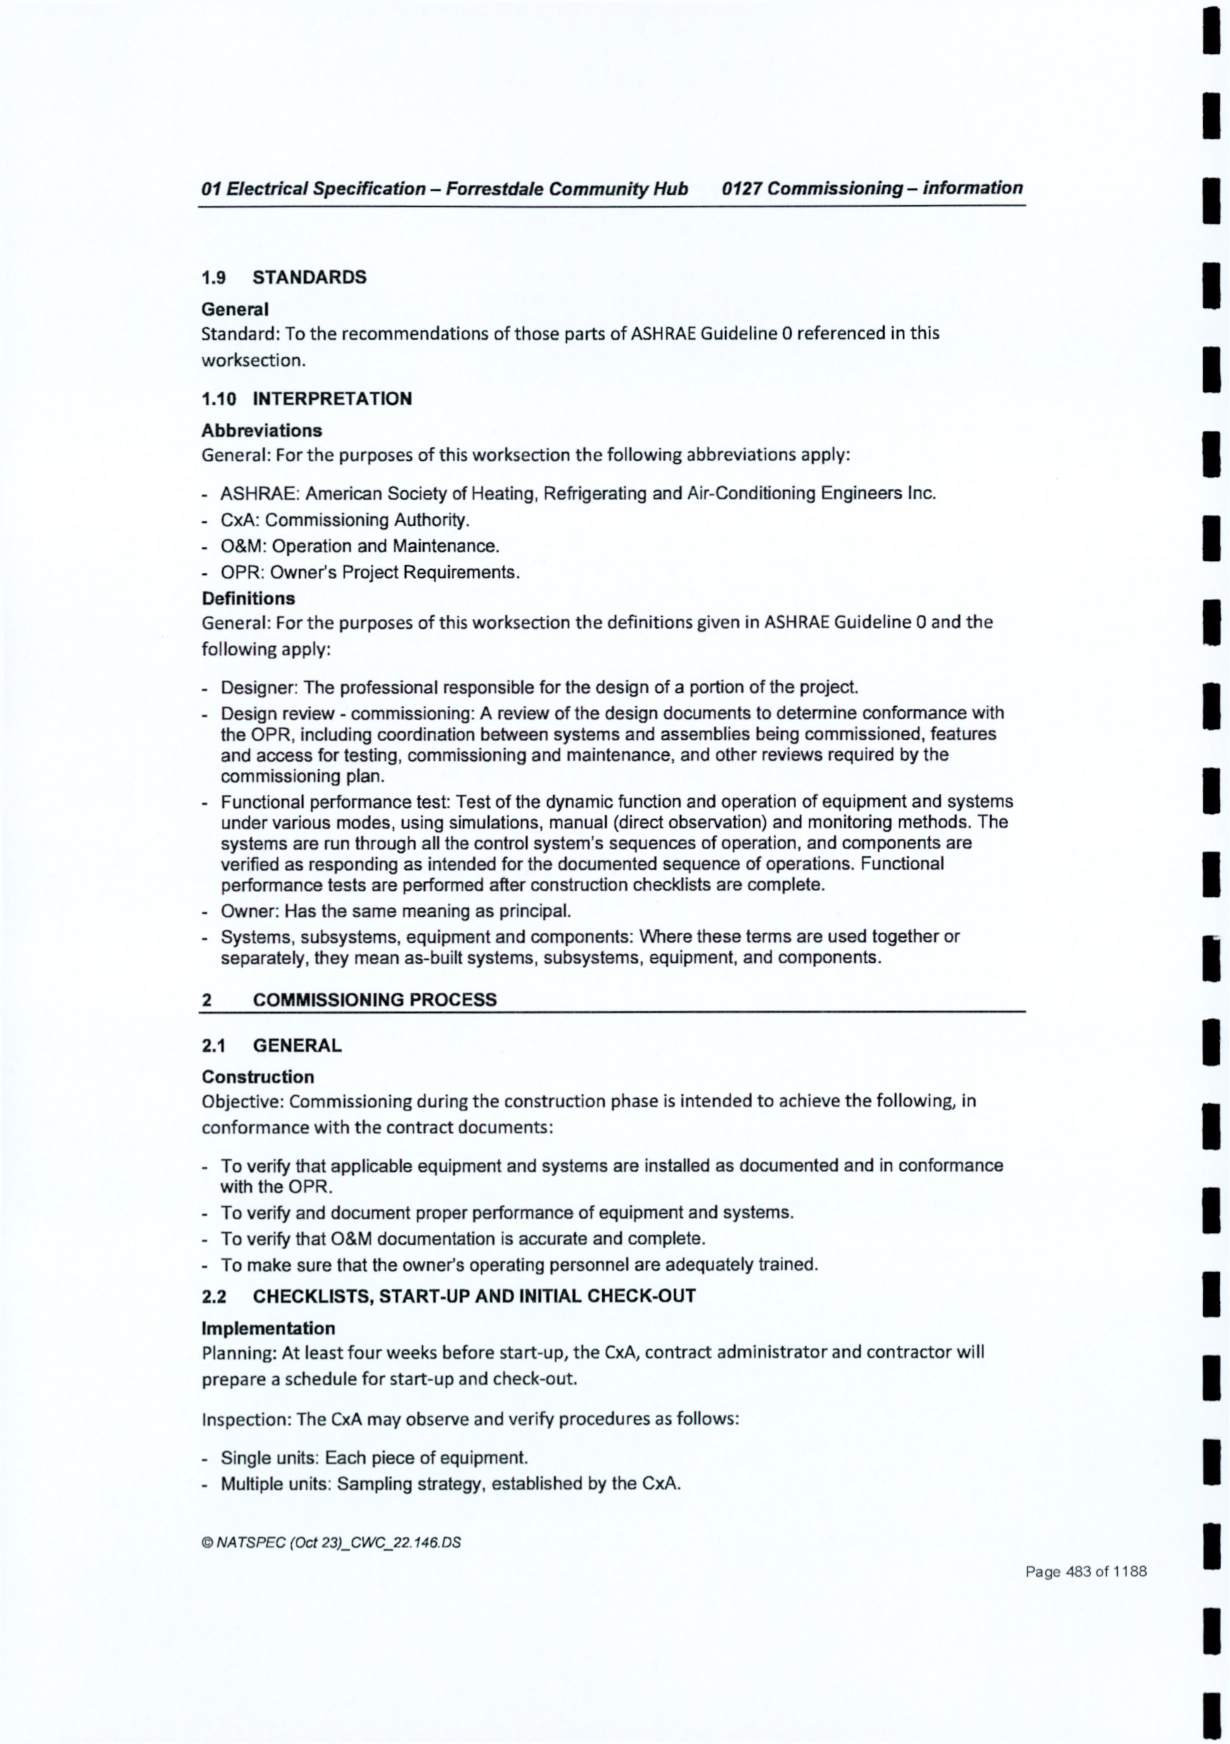 01 Electrical Specification – Forrestdale Community Hub 0127 Commissioning – information
1.9 STANDARDS
General
Standard: To the recommendations of those parts of ASHRAE Guideline 0 referenced in this
worksection.
1.10 INTERPRETATION
Abbreviations
General: For the purposes of this worksection the following abbreviations apply:
- ASHRAE: American Society of Heating, Refrigerating and Air-Conditioning Engineers Inc.
- CxA: Commissioning Authority.
- O&M: Operation and Maintenance.
- OPR: Owner's Project Requirements.
Definitions
General: For the purposes of this worksection the definitions given in ASHRAE Guideline 0 and the
following apply:
- Designer: The professional responsible for the design of a portion of the project.
- Design review - commissioning: A review of the design documents to determine conformance with
the OPR, including coordination between systems and assemblies being commissioned, features
and access for testing, commissioning and maintenance, and other reviews required by the
commissioning plan.
- Functional performance test: Test of the dynamic function and operation of equipment and systems
under various modes, using simulations, manual (direct observation) and monitoring methods. The
systems are run through all the control system's sequences of operation, and components are
verified as responding as intended for the documented sequence of operations. Functional
performance tests are performed after construction checklists are complete.
- Owner: Has the same meaning as principal.
- Systems, subsystems, equipment and components: Where these terms are used together or
separately, they mean as-built systems, subsystems, equipment, and components.
2 COMMISSIONING PROCESS
2.1 GENERAL
Construction
Objective: Commissioning during the construction phase is intended to achieve the following, in
conformance with the contract documents:
- To verify that applicable equipment and systems are installed as documented and in conformance
with the OPR.
- To verify and document proper performance of equipment and systems.
- To verify that O&M documentation is accurate and complete.
- To make sure that the owner's operating personnel are adequately trained.
2.2 CHECKLISTS, START-UP AND INITIAL CHECK-OUT
Implementation
Planning: At least four weeks before start-up, the CxA, contract administrator and contractor will
prepare a schedule for start-up and check-out.
Inspection: The CxA may observe and verify procedures as follows:
- Single units: Each piece of equipment.
- Multiple units: Sampling strategy, established by the CxA.
© NATSPEC (Oct 23)_CWC_22.146.DS
Page 483 of 1188